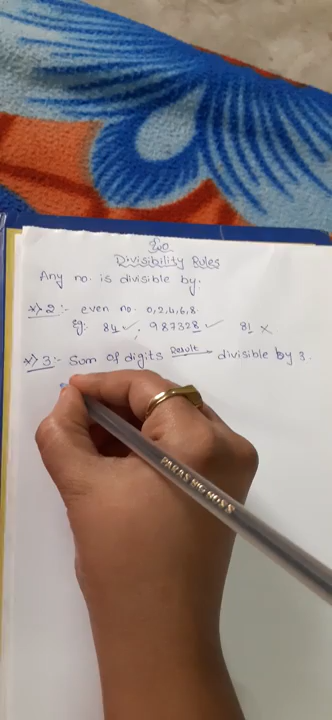 Divisibility Rules
Any no. is divisible by.
*) 2 :- even no. 0,2,4,6,8
Eg: 84 ✓, 987328 ✓ 81 ×
*) 3 :- Sum of digits Result divisible by 3.